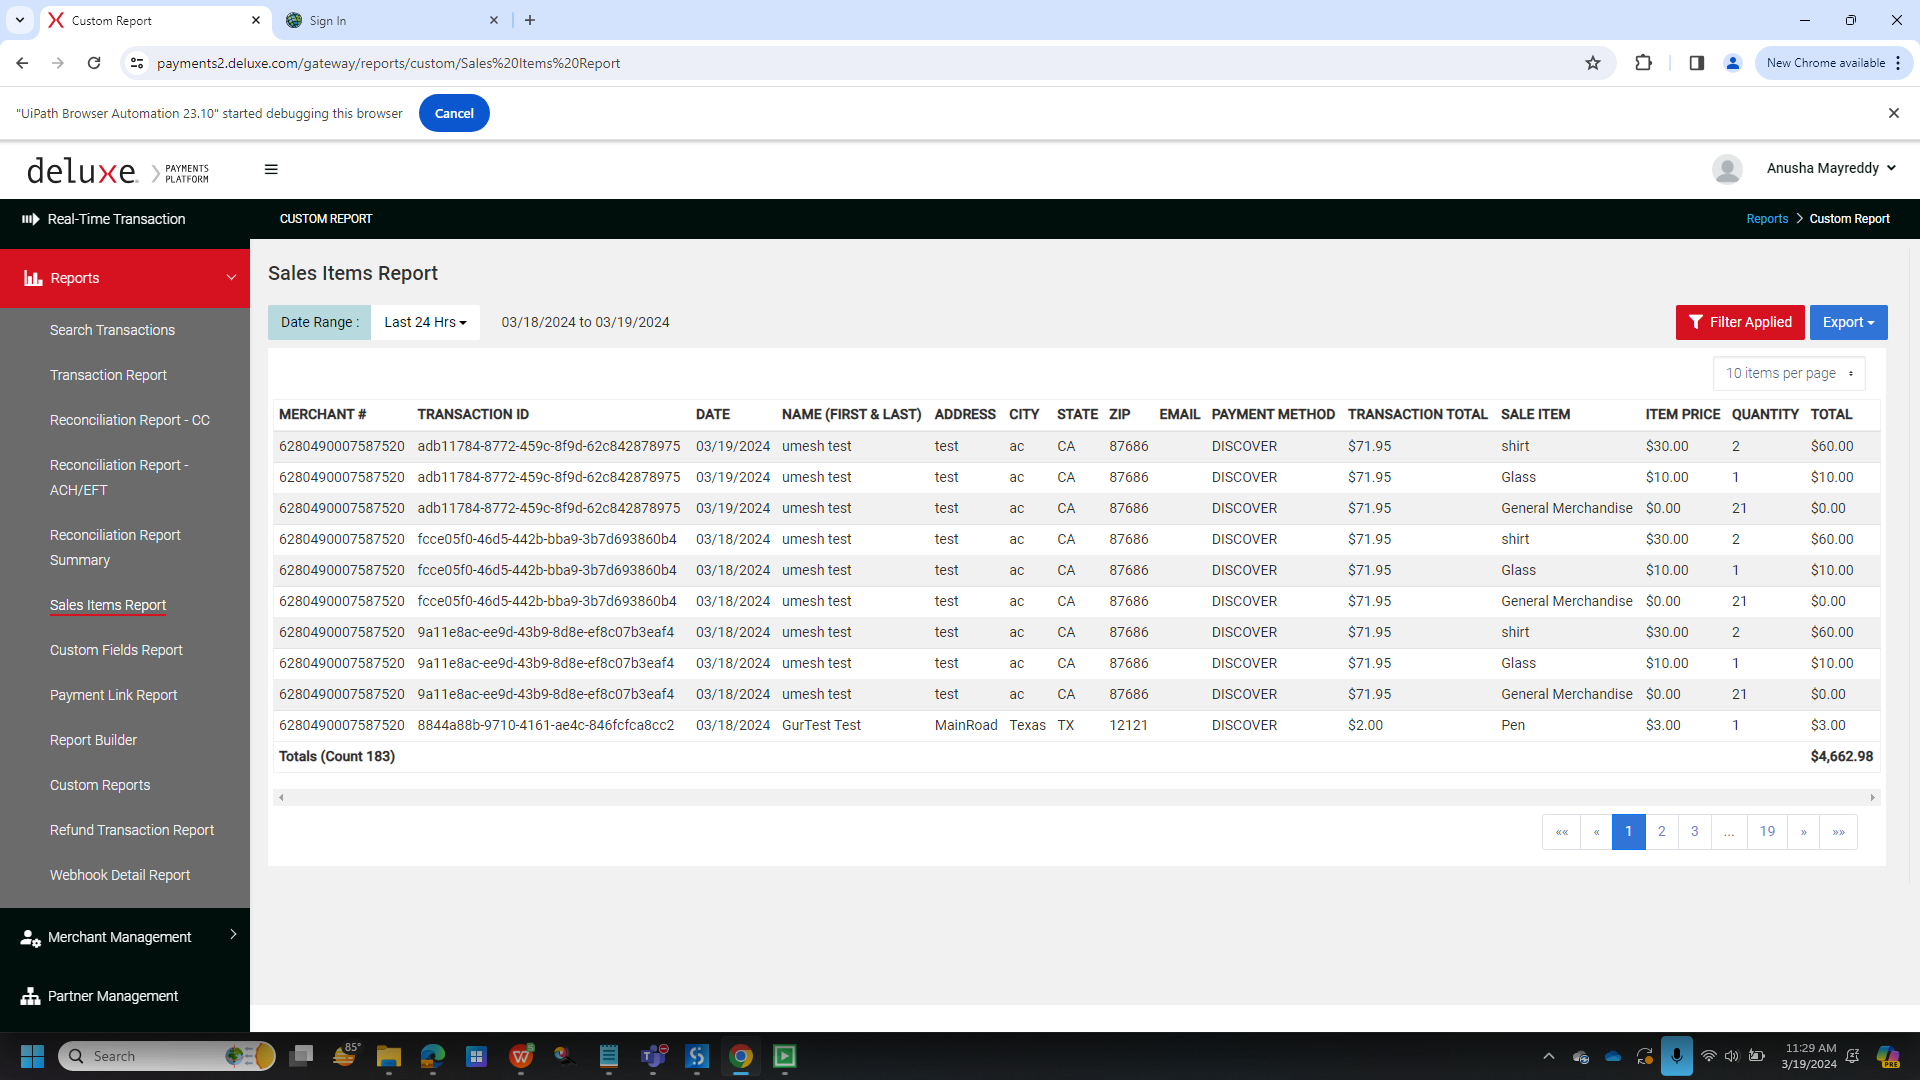 Custom Report
Sign In
payments2.deluxe.com/gateway/reports/custom/Sales%20Items%20Report
New Chrome available
"UiPath Browser Automation 23.10" started debugging this browser
Cancel
deluxe PAYMENTS PLATFORM
Anusha Mayreddy
Real-Time Transaction
CUSTOM REPORT
Reports > Custom Report
Reports
Search Transactions
Transaction Report
Reconciliation Report - CC
Reconciliation Report -
ACH/EFT
Reconciliation Report
Summary
Sales Items Report
Custom Fields Report
Payment Link Report
Report Builder
Custom Reports
Refund Transaction Report
Webhook Detail Report
Merchant Management
Partner Management
Sales Items Report
Date Range : Last 24 Hrs 03/18/2024 to 03/19/2024
Filter Applied Export
10 items per page
MERCHANT # TRANSACTION ID DATE NAME (FIRST & LAST) ADDRESS CITY STATE ZIP EMAIL PAYMENT METHOD TRANSACTION TOTAL SALE ITEM ITEM PRICE QUANTITY TOTAL
6280490007587520 adb11784-8772-459c-8f9d-62c842878975 03/19/2024 umesh test test ac CA 87686 DISCOVER $71.95 shirt $30.00 2 $60.00
6280490007587520 adb11784-8772-459c-8f9d-62c842878975 03/19/2024 umesh test test ac CA 87686 DISCOVER $71.95 Glass $10.00 1 $10.00
6280490007587520 adb11784-8772-459c-8f9d-62c842878975 03/19/2024 umesh test test ac CA 87686 DISCOVER $71.95 General Merchandise $0.00 21 $0.00
6280490007587520 fcce05f0-46d5-442b-bba9-3b7d693860b4 03/18/2024 umesh test test ac CA 87686 DISCOVER $71.95 shirt $30.00 2 $60.00
6280490007587520 fcce05f0-46d5-442b-bba9-3b7d693860b4 03/18/2024 umesh test test ac CA 87686 DISCOVER $71.95 Glass $10.00 1 $10.00
6280490007587520 fcce05f0-46d5-442b-bba9-3b7d693860b4 03/18/2024 umesh test test ac CA 87686 DISCOVER $71.95 General Merchandise $0.00 21 $0.00
6280490007587520 9a11e8ac-ee9d-43b9-8d8e-ef8c07b3eaf4 03/18/2024 umesh test test ac CA 87686 DISCOVER $71.95 shirt $30.00 2 $60.00
6280490007587520 9a11e8ac-ee9d-43b9-8d8e-ef8c07b3eaf4 03/18/2024 umesh test test ac CA 87686 DISCOVER $71.95 Glass $10.00 1 $10.00
6280490007587520 9a11e8ac-ee9d-43b9-8d8e-ef8c07b3eaf4 03/18/2024 umesh test test ac CA 87686 DISCOVER $71.95 General Merchandise $0.00 21 $0.00
6280490007587520 8844a88b-9710-4161-ae4c-846fcfca8cc2 03/18/2024 GurTest Test MainRoad Texas TX 12121 DISCOVER $2.00 Pen $3.00 1 $3.00
Totals (Count 183) $4,662.98
«« « 1 2 3 ... 19 » »»
Search
85°
11:29 AM
3/19/2024
PRE